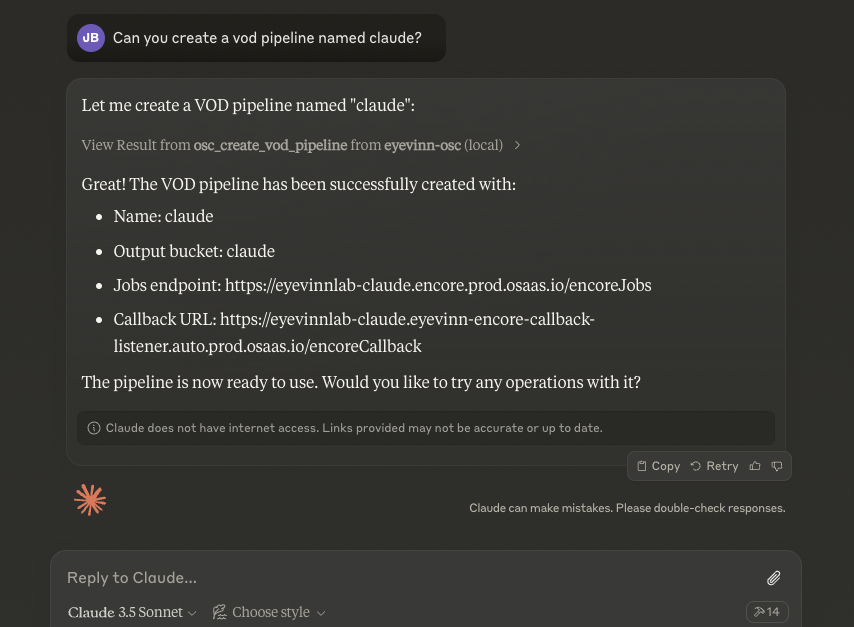 JB Can you create a vod pipeline named claude?
Let me create a VOD pipeline named "claude":
View Result from osc_create_vod_pipeline from eyevinn-osc (local)
Great! The VOD pipeline has been successfully created with:
Name: claude
Output bucket: claude
Jobs endpoint: https://eyevinnlab-claude.encore.prod.osaas.io/encoreJobs
Callback URL: https://eyevinnlab-claude.eyevinn-encore-callback-
listener.auto.prod.osaas.io/encoreCallback
The pipeline is now ready to use. Would you like to try any operations with it?
Claude does not have internet access. Links provided may not be accurate or up to date.
Copy Retry
Claude can make mistakes. Please double-check responses.
Reply to Claude...
Claude 3.5 Sonnet Choose style 14